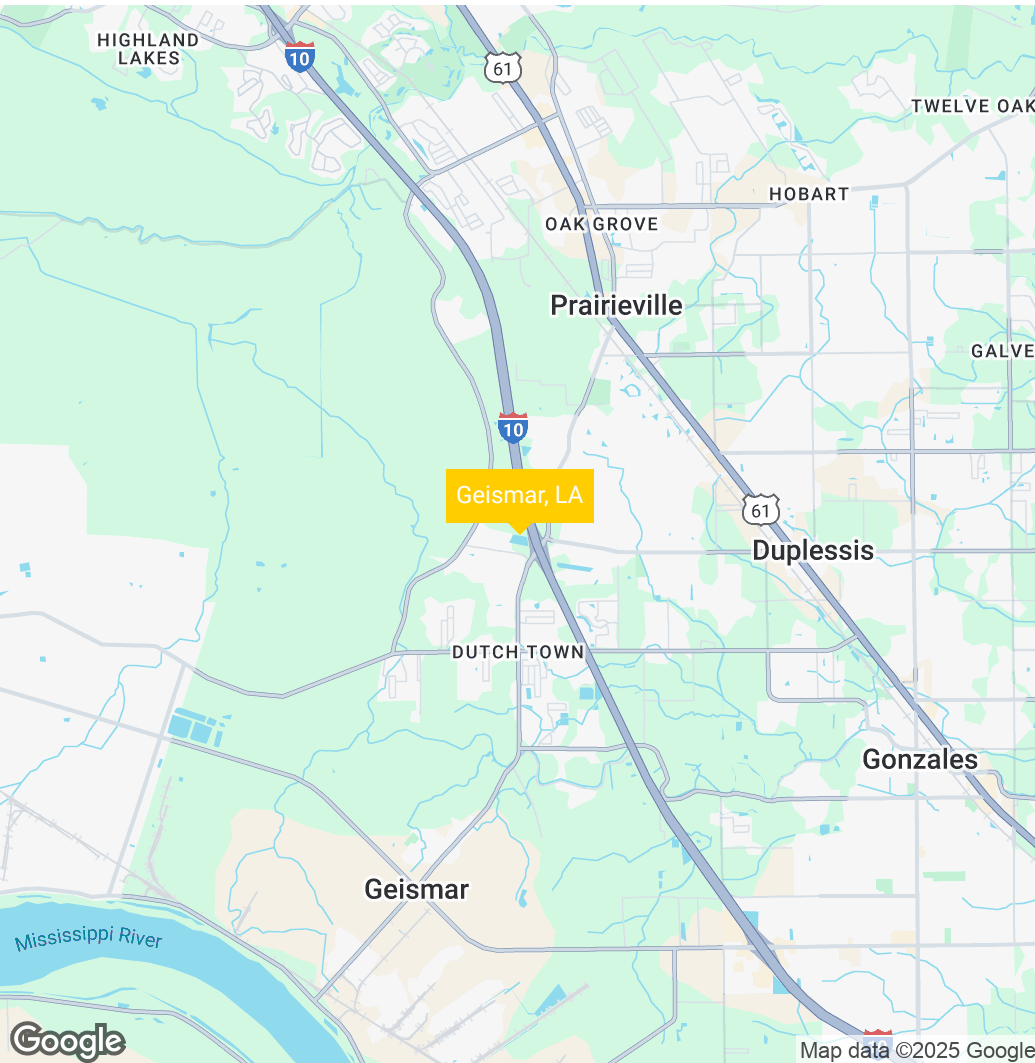 HIGHLAND
LAKES
10
61
TWELVE OAK
HOBART
OAK GROVE
Prairieville
GALVE
10
Geismar, LA
61
Duplessis
DUTCH TOWN
Gonzales
Geismar
Mississippi River
10
Google
Map data ©2025 Google